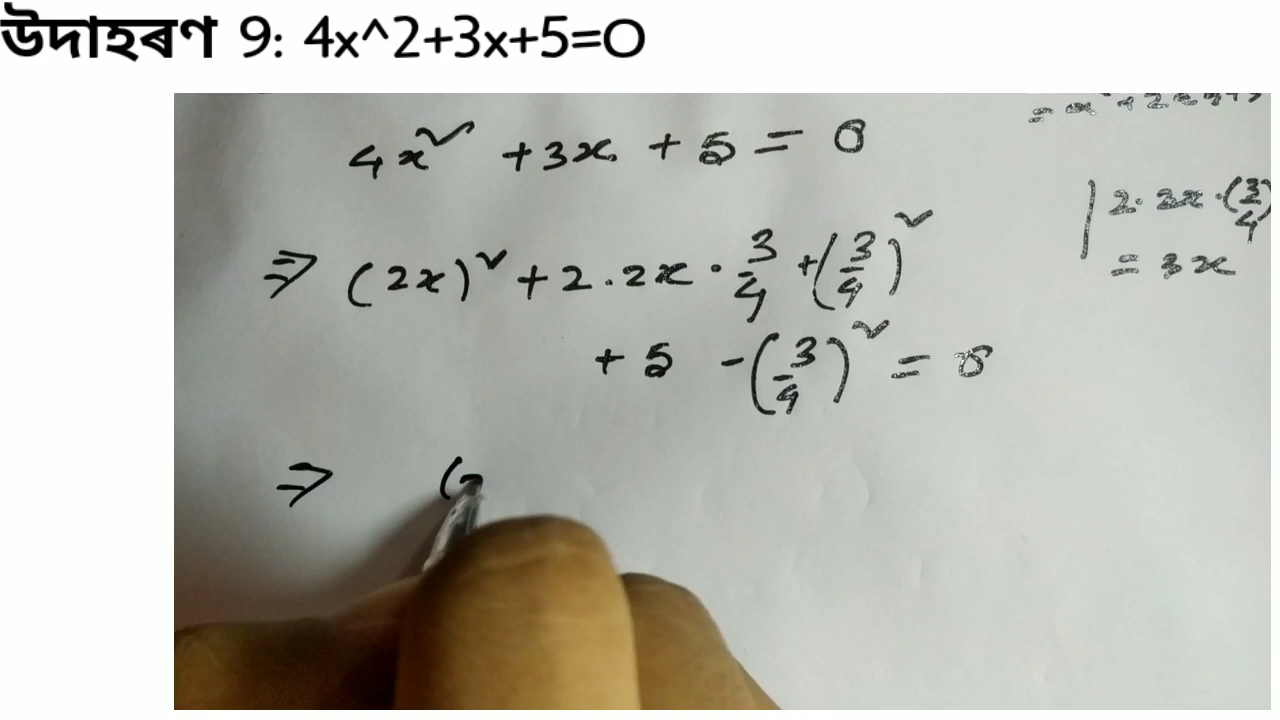 উদাহৰণ 9: 4x^2+3x+5=0
4x² + 3x + 5 = 0
⇒ (2x)² + 2·2x·3/4 + (3/4)²
+ 5 - (3/4)² = 0
⇒ (2
2·2x·(3/4)
= 3x